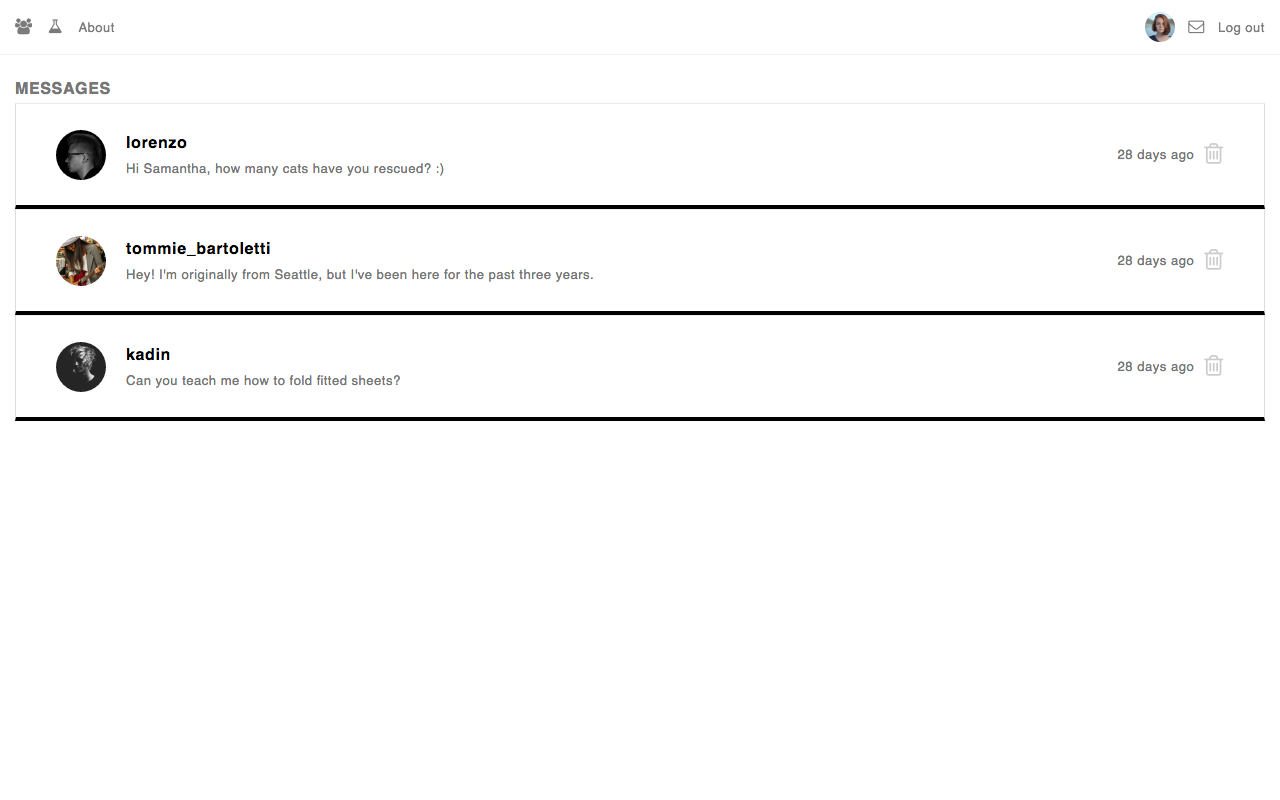 About
Log out
MESSAGES
lorenzo
Hi Samantha, how many cats have you rescued? :)
28 days ago
tommie_bartoletti
Hey! I'm originally from Seattle, but I've been here for the past three years.
28 days ago
kadin
Can you teach me how to fold fitted sheets?
28 days ago